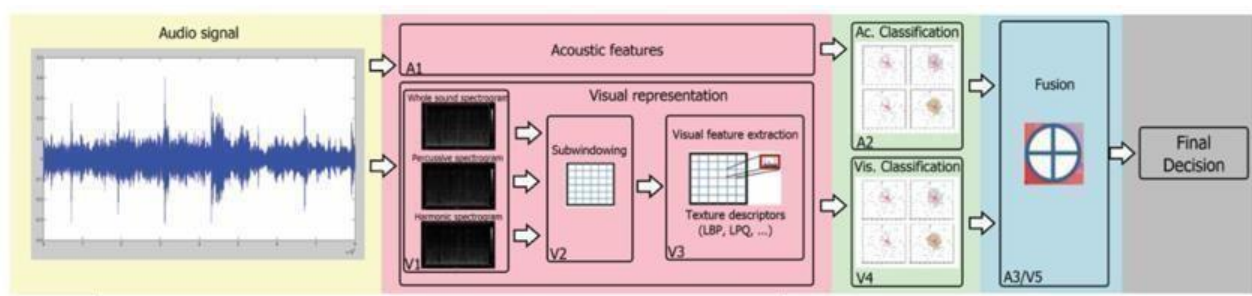 Audio signal
Acoustic features
A1
Visual representation
Whole sound spectrogram
Percussive spectrogram
Harmonic spectrogram
V1
Subwindowing
V2
Visual feature extraction
Texture descriptors
(LBP, LPQ, ...)
V3
Ac. Classification
A2
Vis. Classification
V4
Fusion
A3/V5
Final
Decision